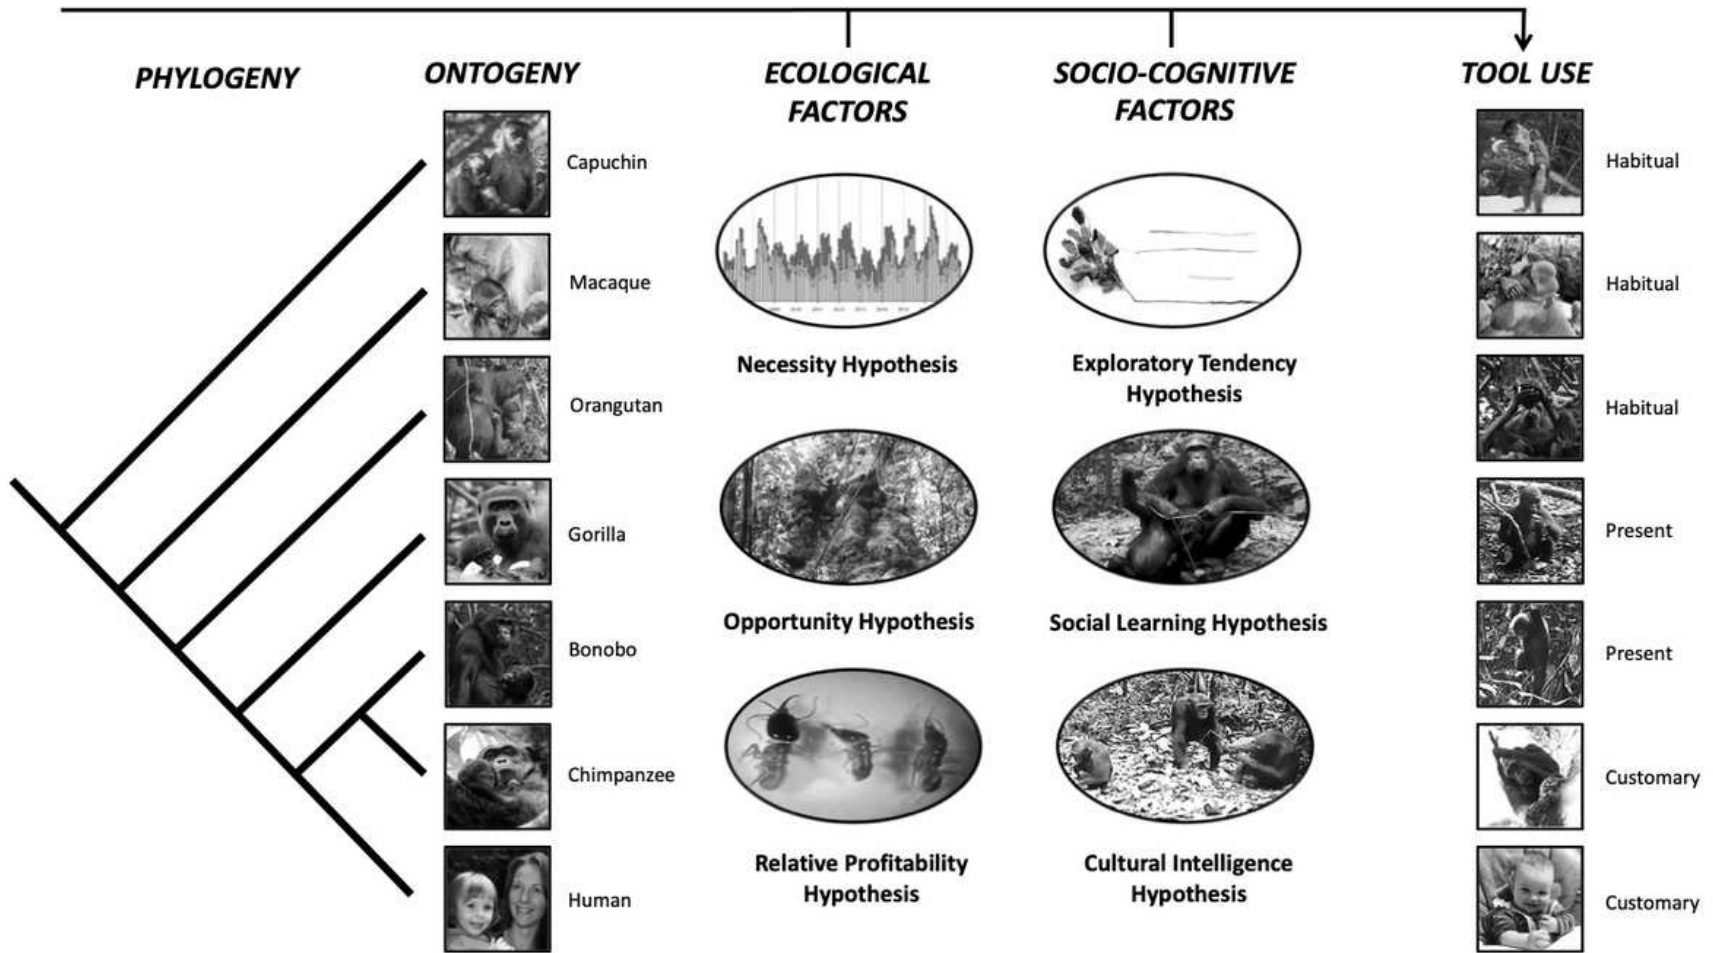 PHYLOGENY
ONTOGENY
ECOLOGICAL
FACTORS
SOCIO-COGNITIVE
FACTORS
TOOL USE
Capuchin
Macaque
Orangutan
Gorilla
Bonobo
Chimpanzee
Human
Necessity Hypothesis
Opportunity Hypothesis
Relative Profitability
Hypothesis
Exploratory Tendency
Hypothesis
Social Learning Hypothesis
Cultural Intelligence
Hypothesis
Habitual
Habitual
Habitual
Present
Present
Customary
Customary